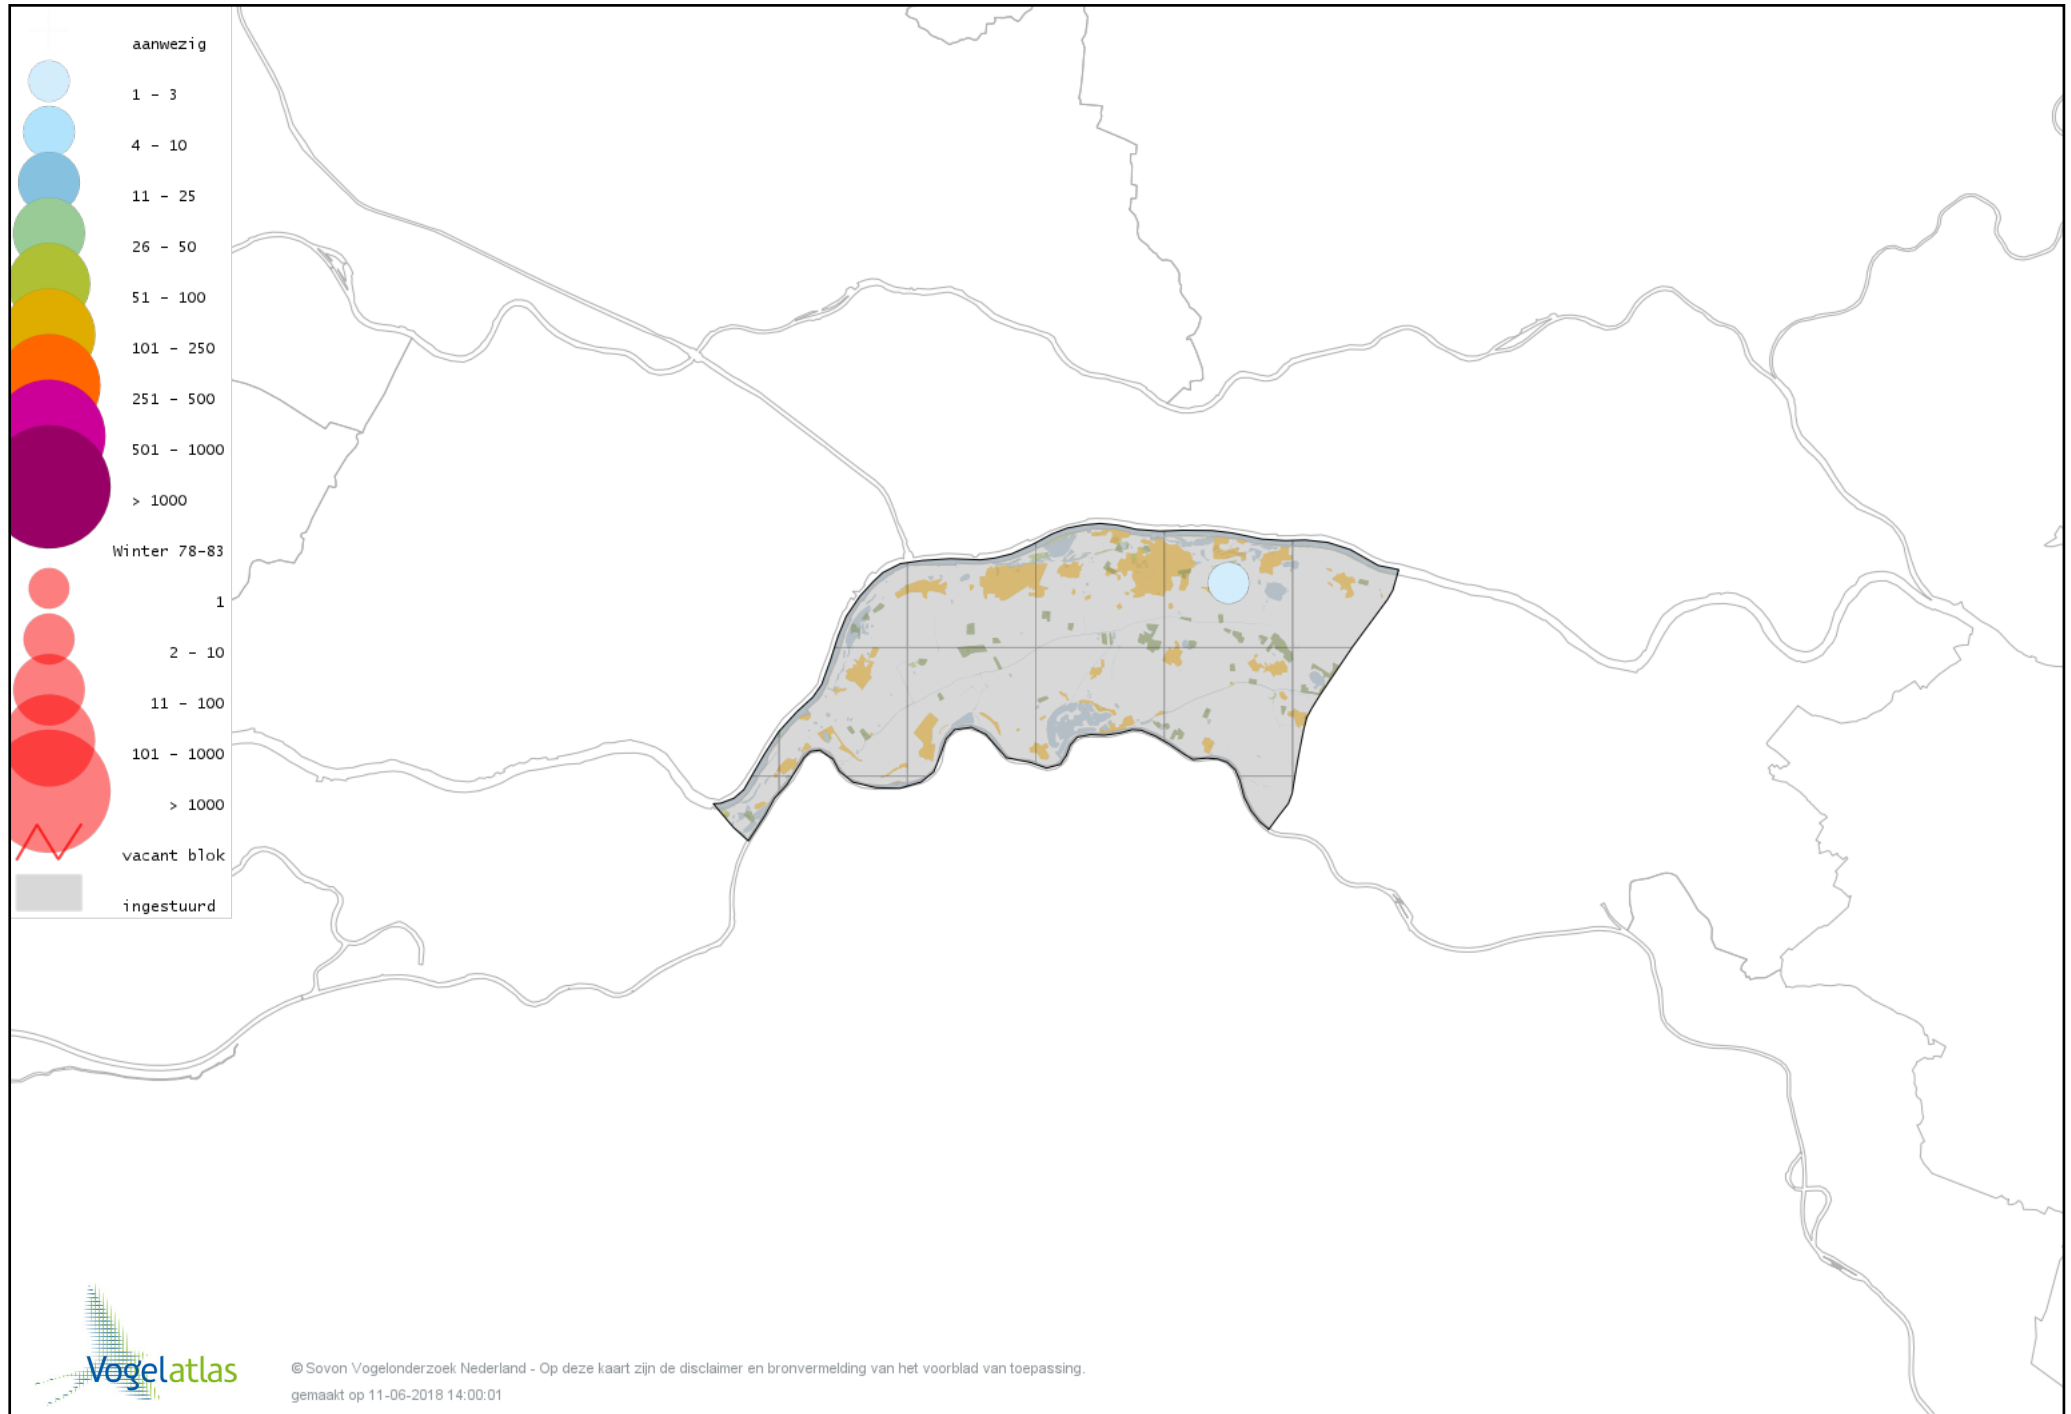 aanwezig
1 – 3
4 – 10
11 – 25
26 – 50
51 – 100
101 – 250
251 – 500
501 – 1000
> 1000
Winter 78-83
1
2 – 10
11 – 100
101 – 1000
> 1000
vacant blok
ingestuurd
Vogelatlas
© Sovon Vogelonderzoek Nederland - Op deze kaart zijn de disclaimer en bronvermelding van het voorblad van toepassing.
gemaakt op 11-06-2018 14:00:01